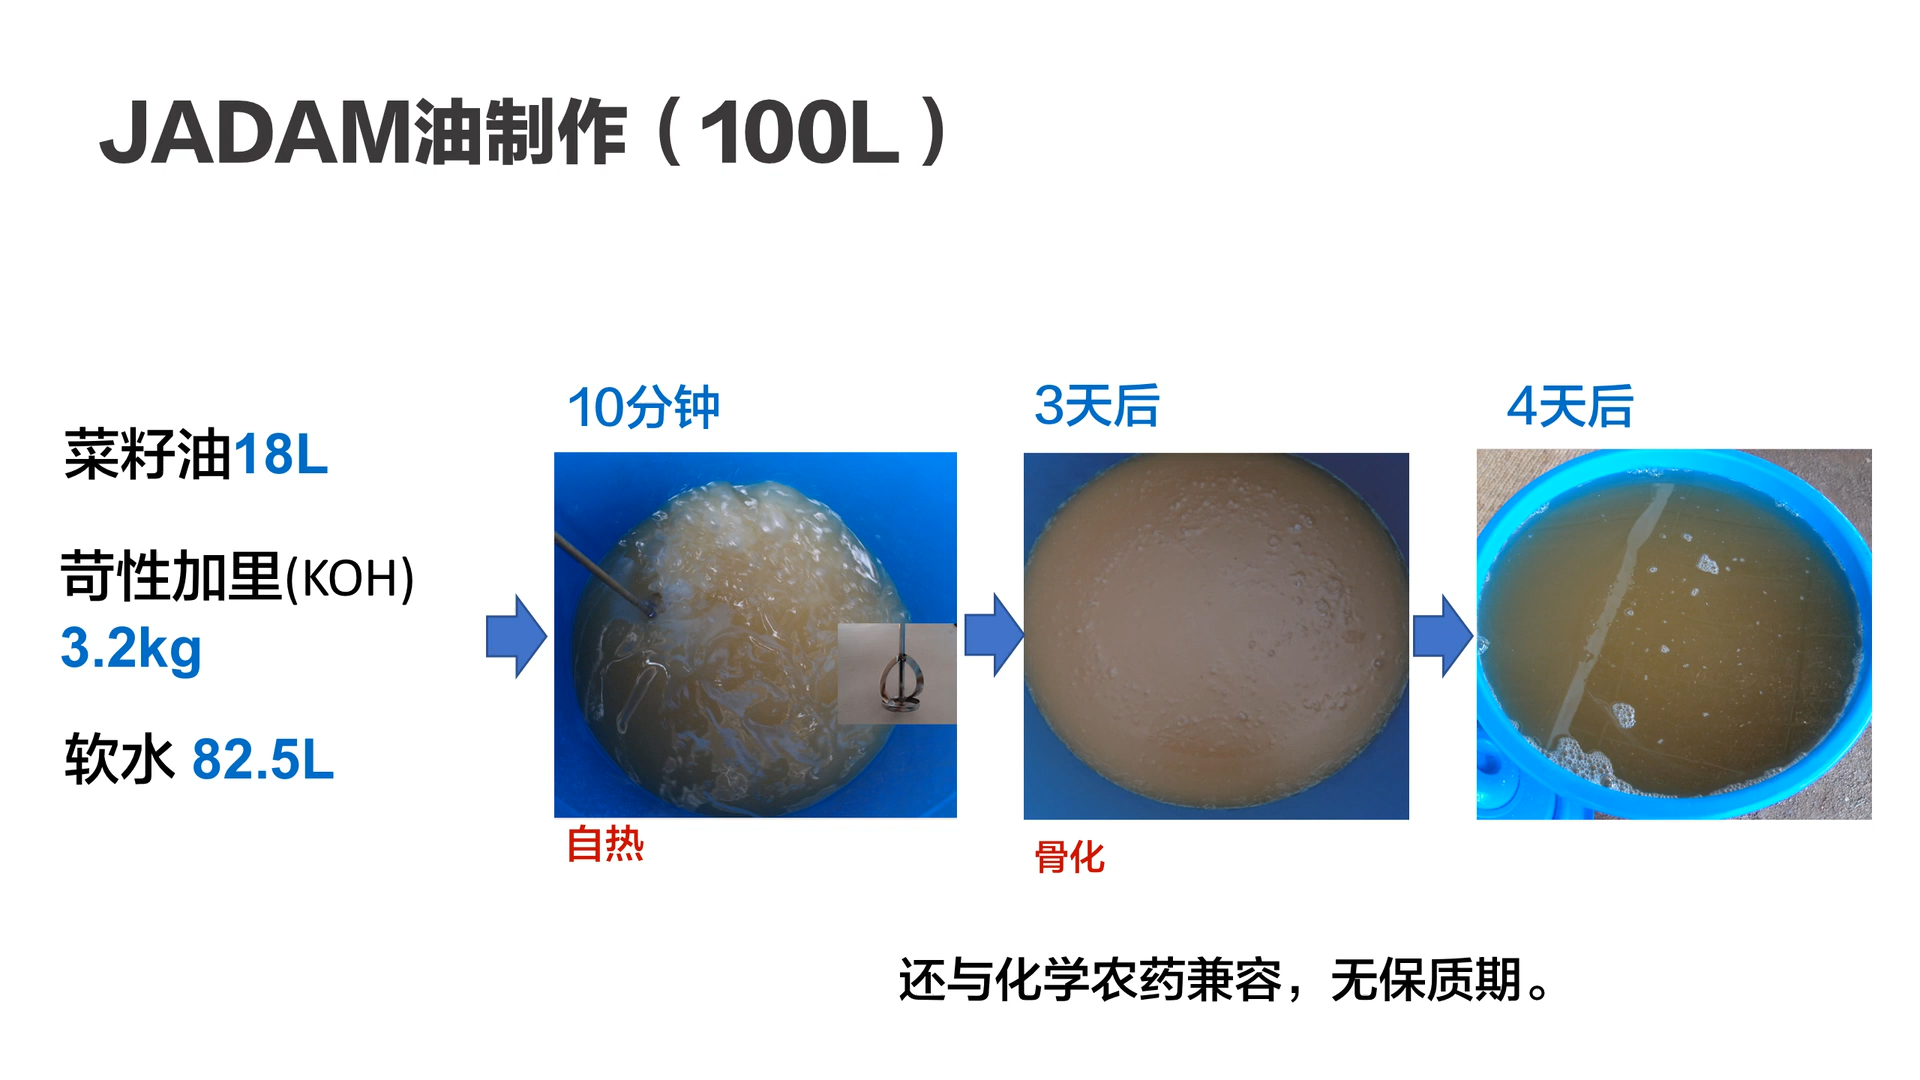 JADAM油制作（100L）
10分钟
3天后
4天后
菜籽油18L
苛性加里(KOH)
3.2kg
软水 82.5L
自热
骨化
还与化学农药兼容，无保质期。